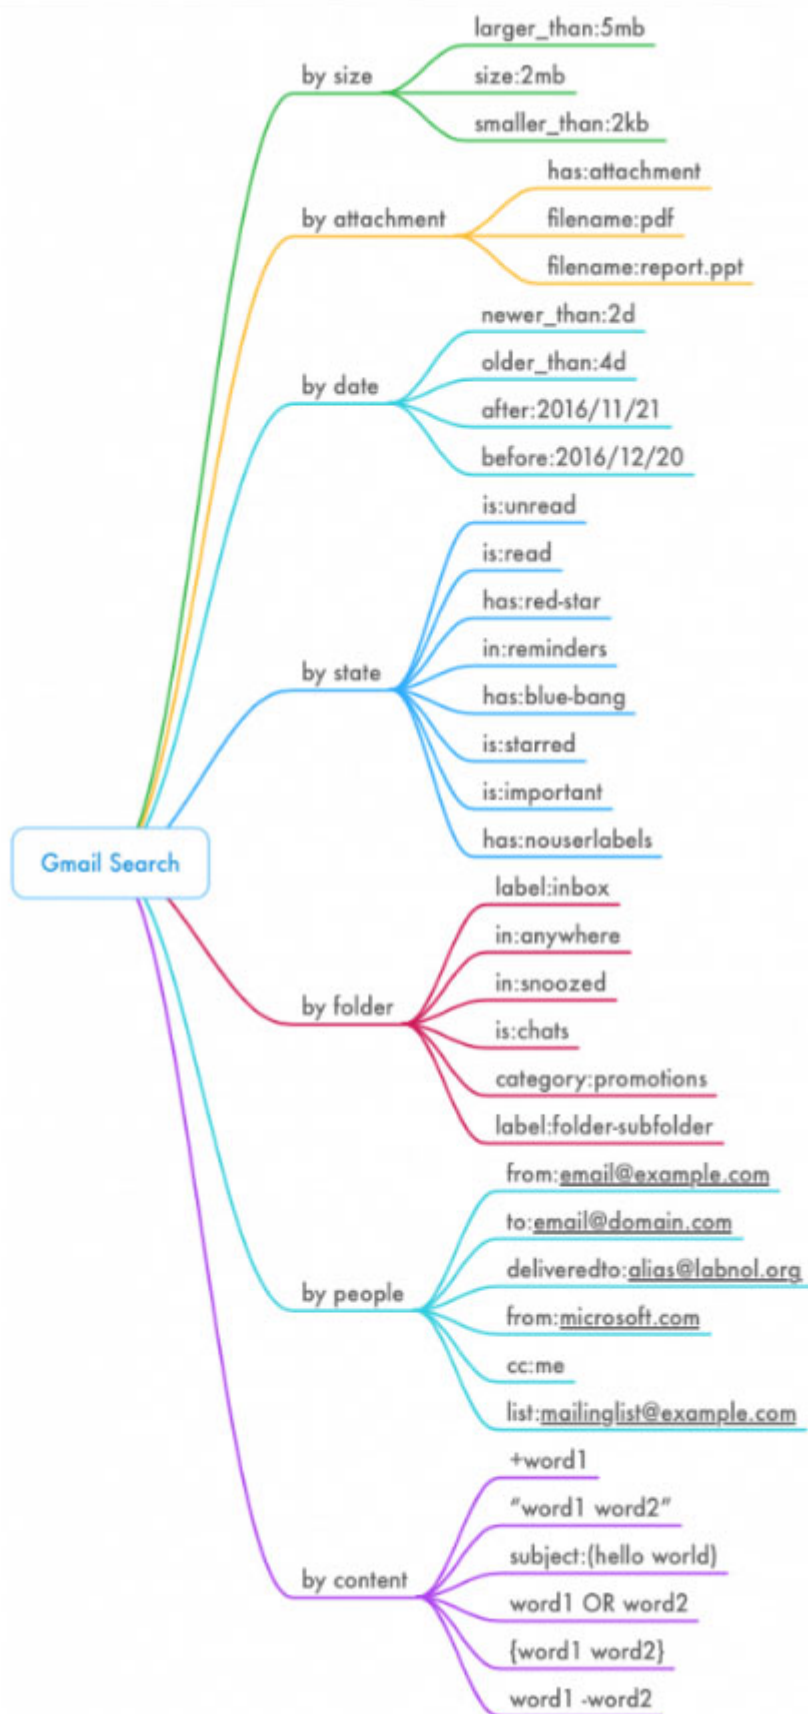 larger_than:5mb
by size
size:2mb
smaller_than:2kb
has:attachment
by attachment
filename:pdf
filename:report.ppt
newer_than:2d
older_than:4d
by date
after:2016/11/21
before:2016/12/20
is:unread
is:read
has:red-star
in:reminders
by state
has:blue-bang
is:starred
is:important
has:nouserlabels
Gmail Search
label:inbox
in:anywhere
in:snoozed
by folder
is:chats
category:promotions
label:folder-subfolder
from:email@example.com
to:email@domain.com
deliveredto:alias@labnol.org
by people
from:microsoft.com
cc:me
list:mailinglist@example.com
+word1
“word1 word2”
subject:(hello world)
by content
word1 OR word2
{word1 word2}
word1 -word2